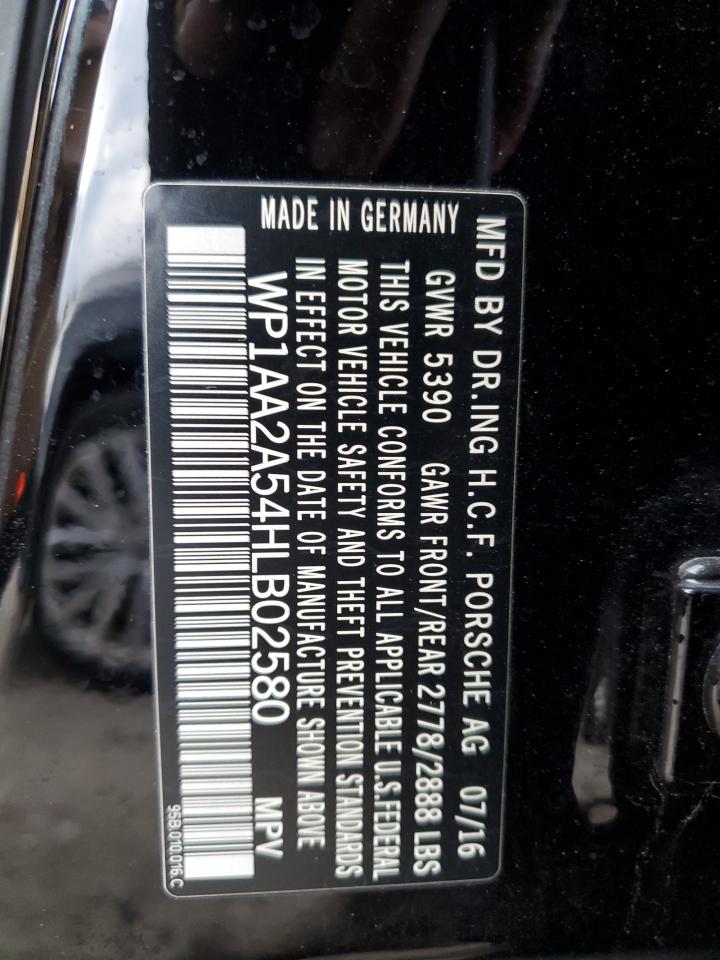 MFD BY DR.ING H.C.F. PORSCHE AG 07/16
GVWR 5390 GAWR FRONT/REAR 2778/2888 LBS
THIS VEHICLE CONFORMS TO ALL APPLICABLE U.S.FEDERAL
MOTOR VEHICLE SAFETY AND THEFT PREVENTION STANDARDS
IN EFFECT ON THE DATE OF MANUFACTURE SHOWN ABOVE
MADE IN GERMANY
WP1AA2A54HLB02580 MPV
95B.010.016.C